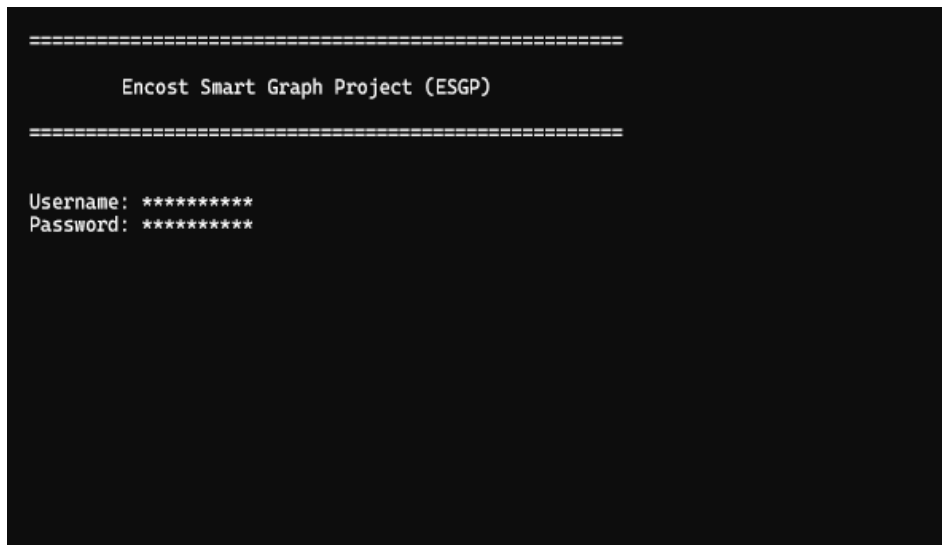 =====================================================
Encost Smart Graph Project (ESGP)
=====================================================
Username: **********
Password: **********